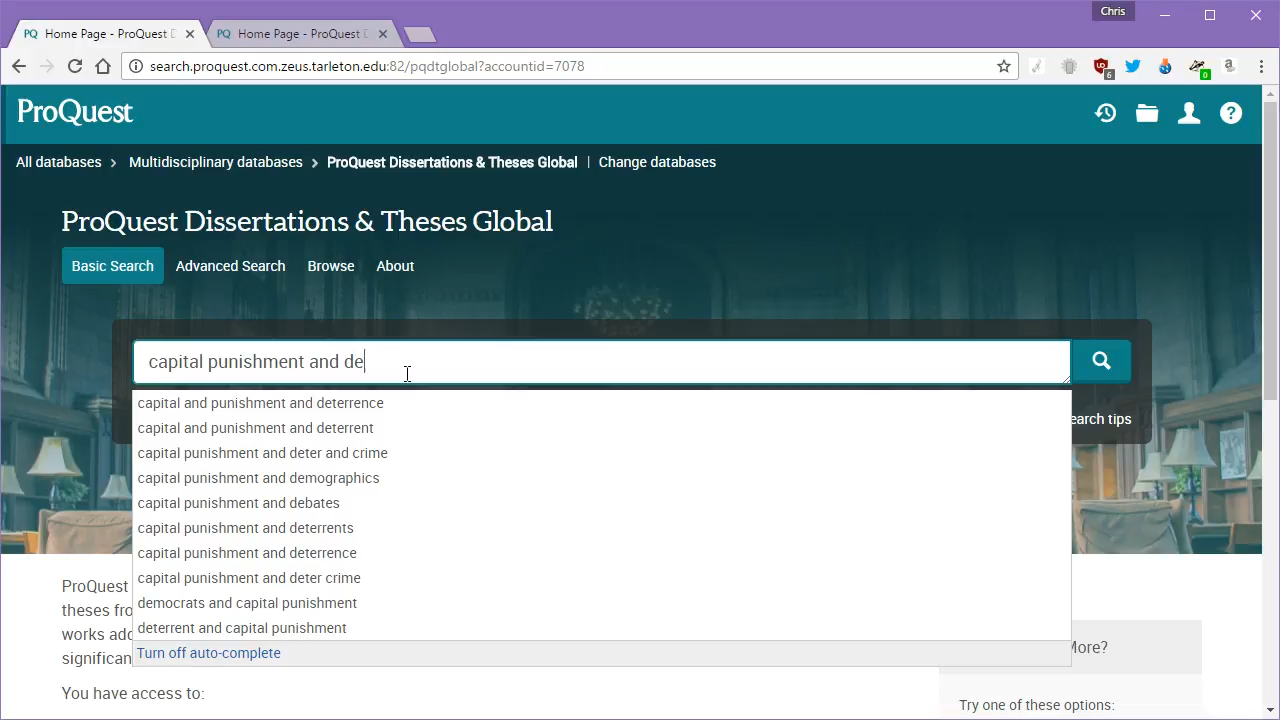 Chris
PQ Home Page - ProQuest D
PQ Home Page - ProQuest D
search.proquest.com.zeus.tarleton.edu:82/pqdtglobal?accountid=7078
6
0
a
ProQuest
?
All databases > Multidisciplinary databases > ProQuest Dissertations & Theses Global | Change databases
ProQuest Dissertations & Theses Global
Basic Search Advanced Search Browse About
capital punishment and de
capital and punishment and deterrence
capital and punishment and deterrent
earch tips
capital punishment and deter and crime
capital punishment and demographics
capital punishment and debates
capital punishment and deterrents
capital punishment and deterrence
capital punishment and deter crime
democrats and capital punishment
deterrent and capital punishment
Turn off auto-complete
ProQuest
theses fro
works add
significan
You have access to:
More?
Try one of these options: